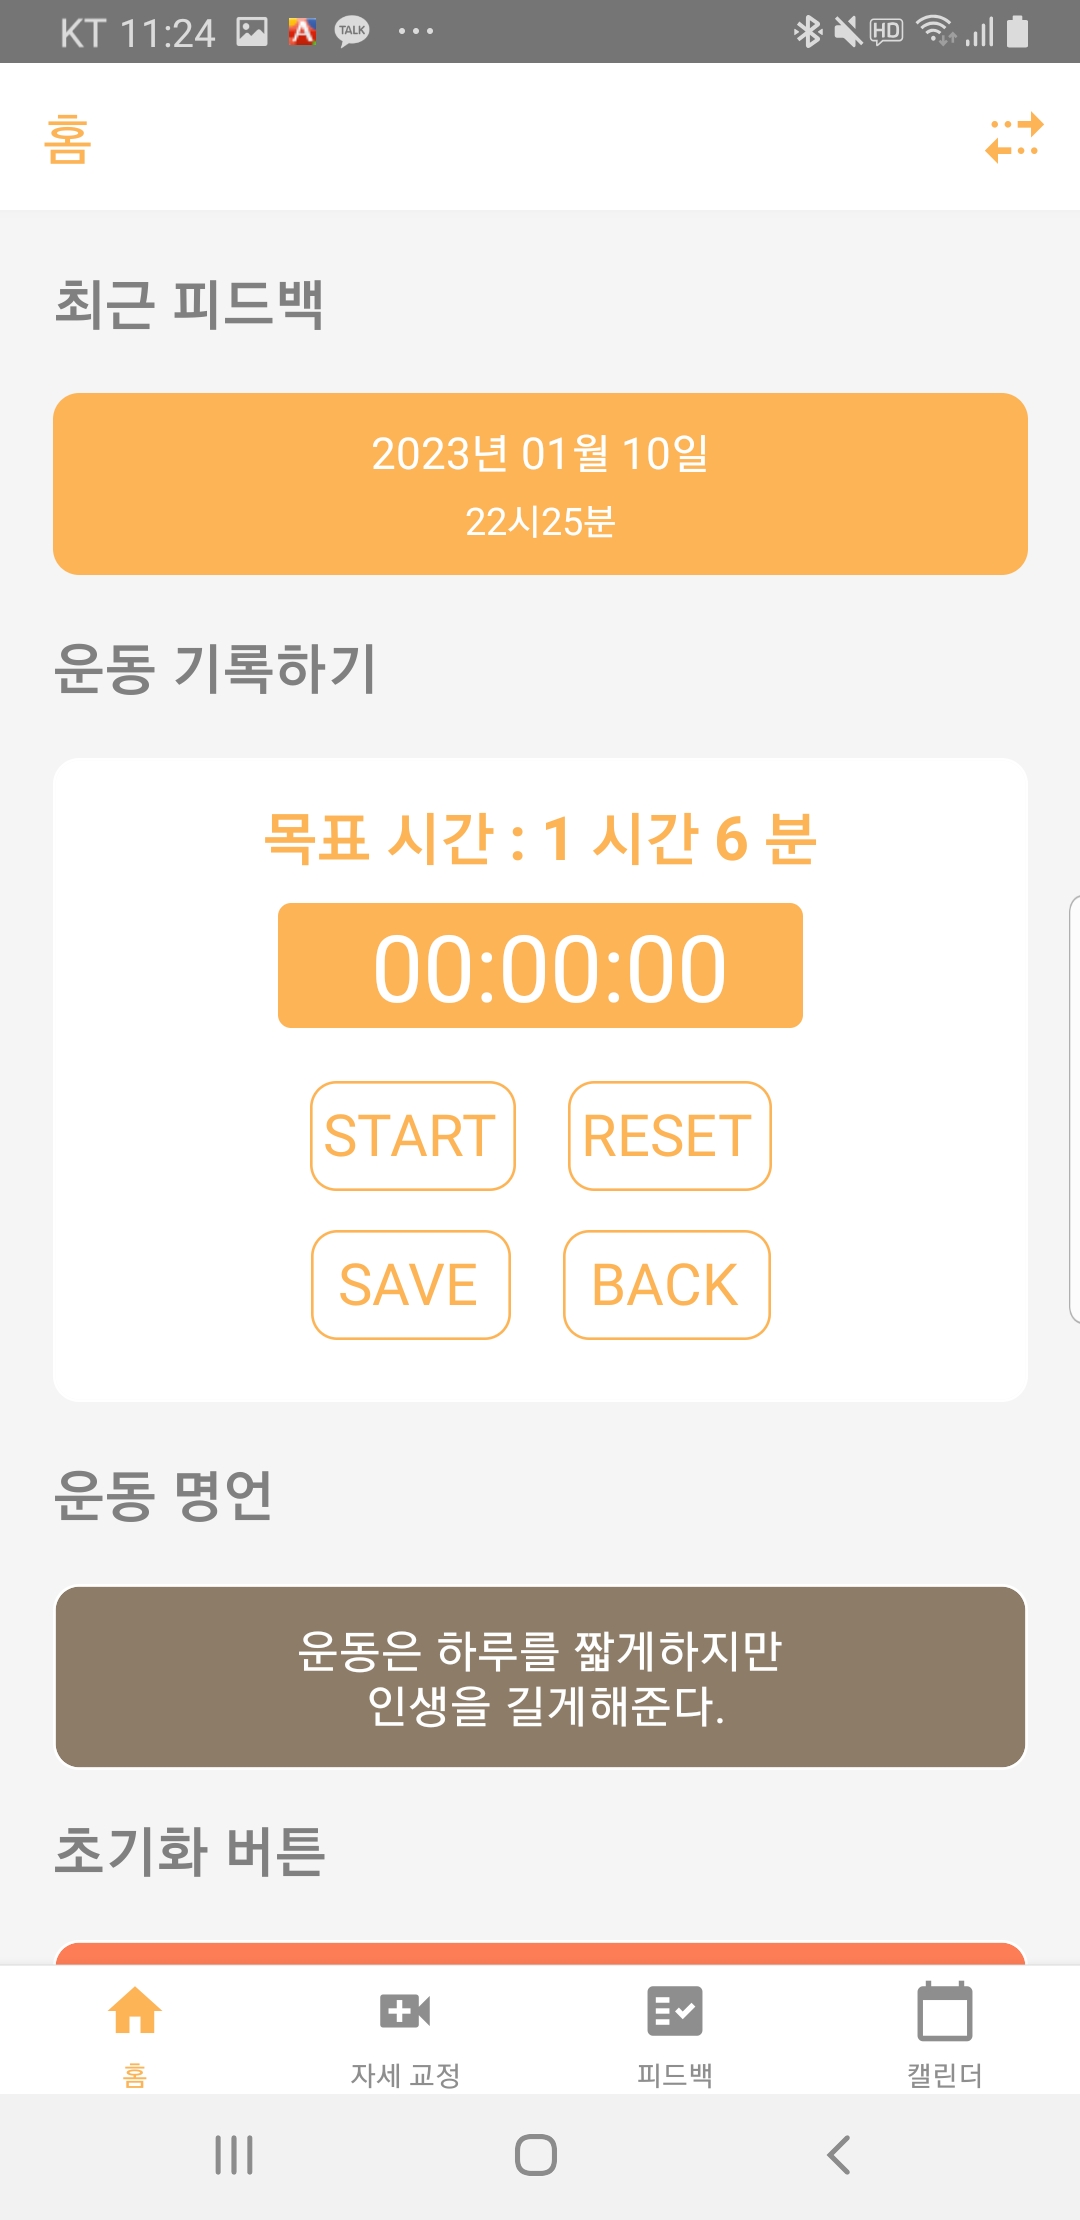 KT 11:24
TALK
HD
홈
최근 피드백
2023년 01월 10일
22시25분
운동 기록하기
목표 시간 : 1 시간 6 분
00:00:00
START RESET
SAVE BACK
운동 명언
운동은 하루를 짧게하지만
인생을 길게해준다.
초기화 버튼
홈 자세 교정 피드백 캘린더